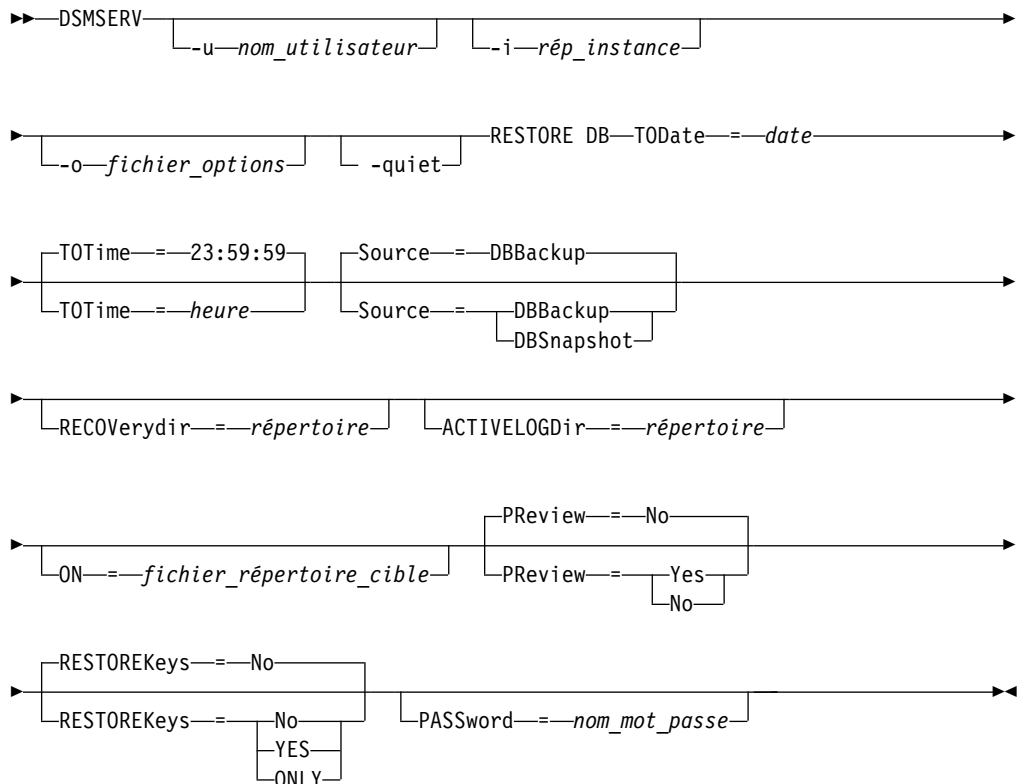 DSMSERV
-u nom_utilisateur -i rép_instance
-o fichier_options -quiet RESTORE DB TODate = date
TOTime = 23:59:59 Source = DBBackup
TOTime = heure Source = DBBackup
DBSnapshot
RECOVerydir = répertoire ACTIVELOGDir = répertoire
PReview = No
ON = fichier_répertoire_cible PReview = Yes
No
RESTOREKeys = No
RESTOREKeys = No PASSword = nom_mot_passe
YES
ONLY